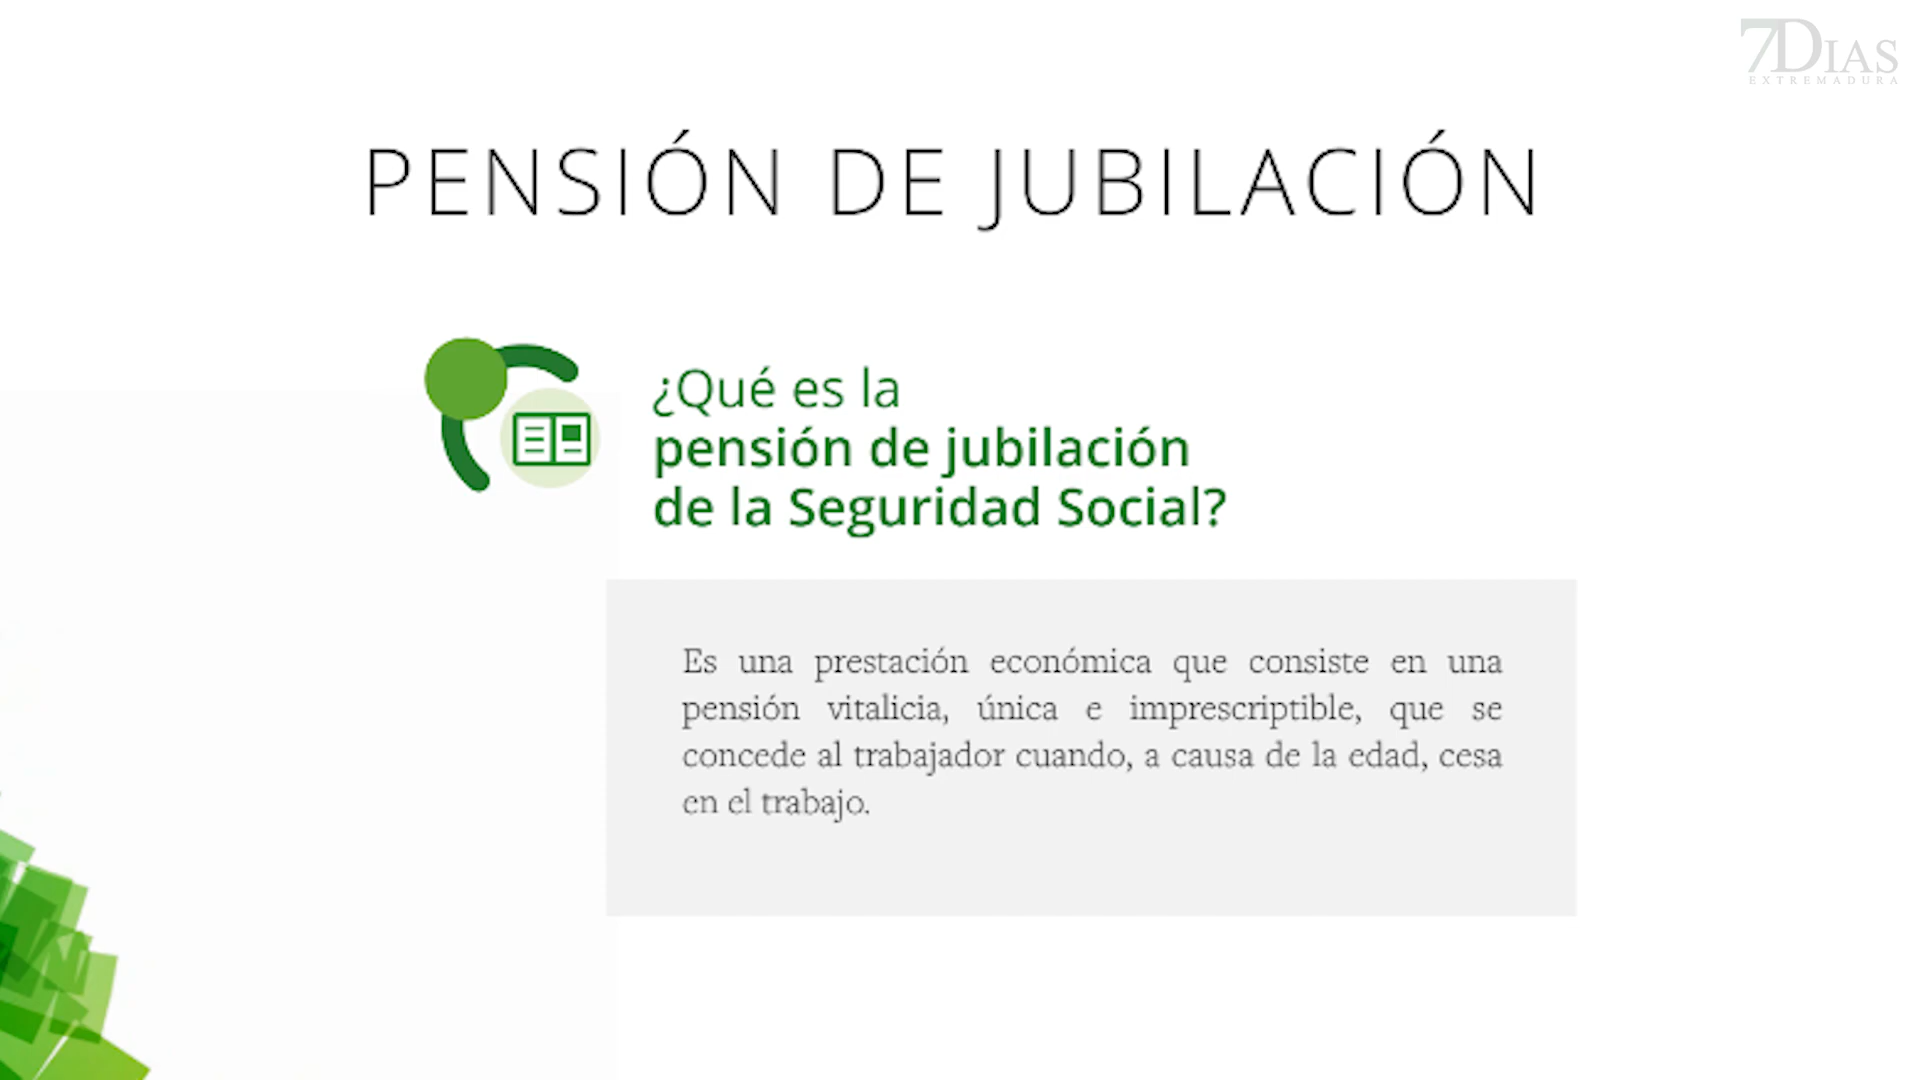 7DIAS
EXTREMADURA
PENSIÓN DE JUBILACIÓN
¿Qué es la
pensión de jubilación
de la Seguridad Social?
Es una prestación económica que consiste en una
pensión vitalicia, única e imprescriptible, que se
concede al trabajador cuando, a causa de la edad, cesa
en el trabajo.